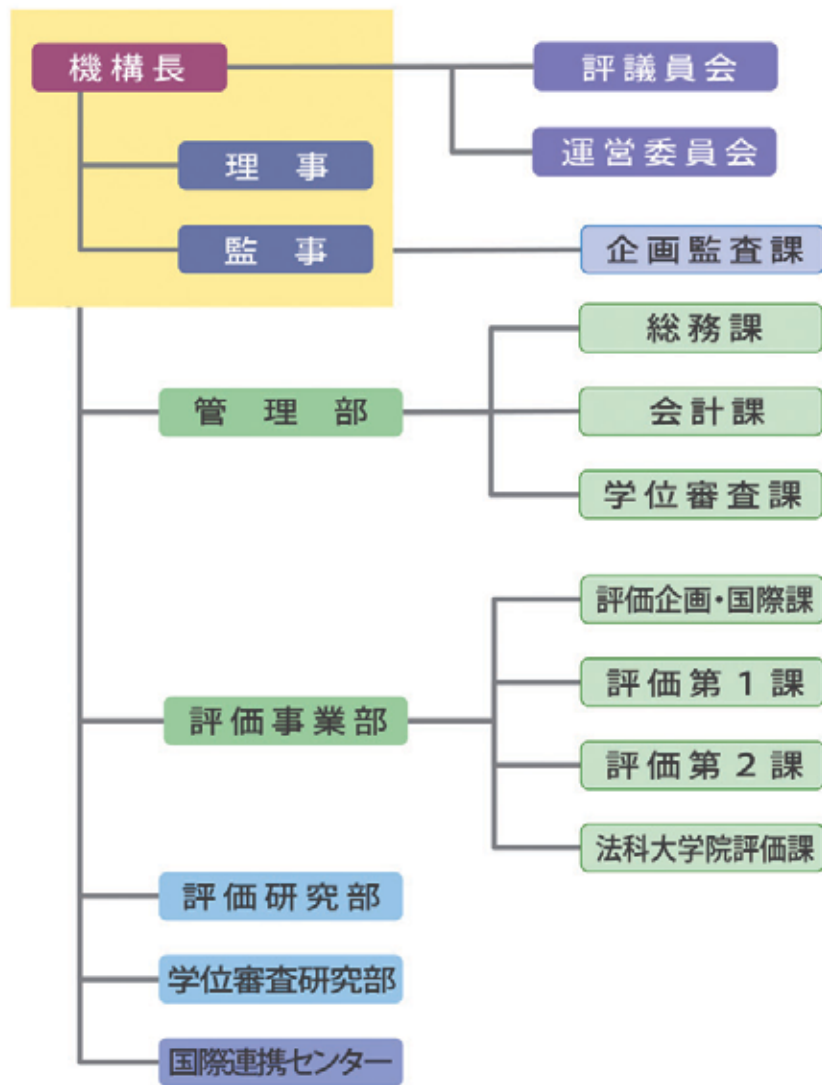 機構長
評議員会
運営委員会
理事
監事
企画監査課
管理部
総務課
会計課
学位審査課
評価事業部
評価企画・国際課
評価第1課
評価第2課
法科大学院評価課
評価研究部
学位審査研究部
国際連携センター